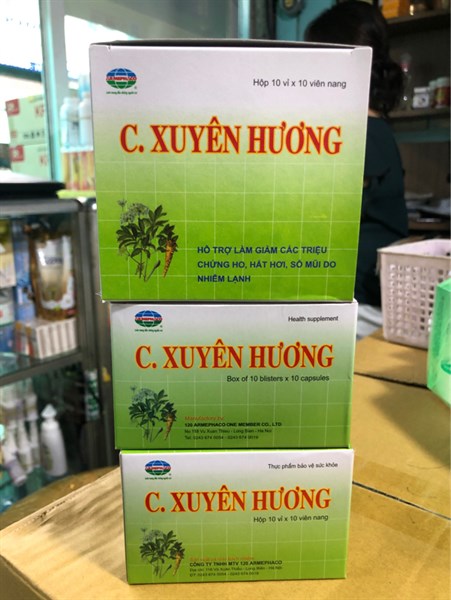 ARMEPHACO
Hộp 10 vỉ x 10 viên nang
C. XUYÊN HƯƠNG
HỖ TRỢ LÀM GIẢM CÁC TRIỆU
CHỨNG HO, HẮT HƠI, SỔ MŨI DO
NHIỄM LẠNH
Health supplement
C. XUYÊN HƯƠNG
Box of 10 blisters x 10 capsules
120 ARMEPHACO ONE MEMBER CO., LTD
Thực phẩm bảo vệ sức khỏe
C. XUYÊN HƯƠNG
Hộp 10 vỉ x 10 viên nang
CÔNG TY TNHH MTV 120 ARMEPHACO